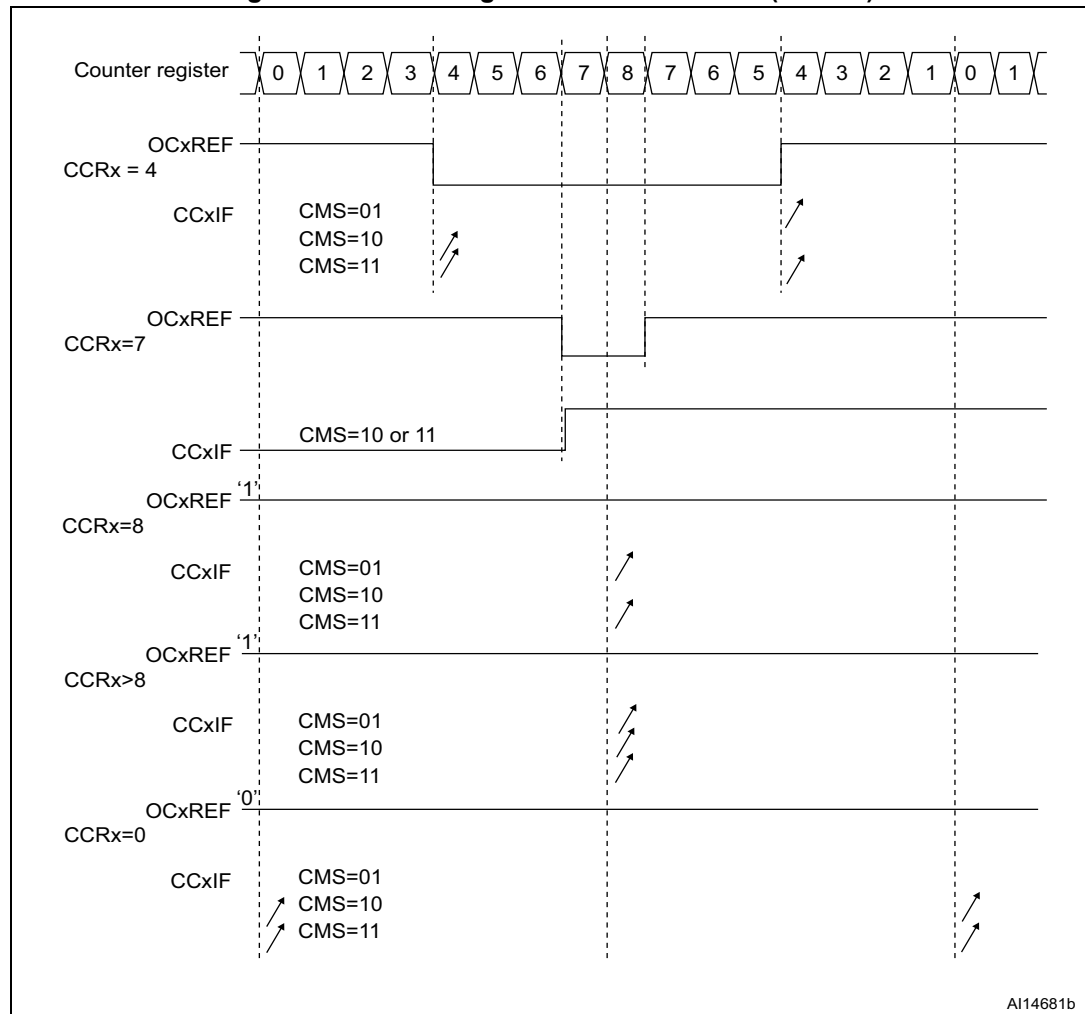 Counter register 0 1 2 3 4 5 6 7 8 7 6 5 4 3 2 1 0 1
OCxREF
CCRx = 4
CCxIF CMS=01
CMS=10
CMS=11
OCxREF
CCRx=7
CMS=10 or 11
CCxIF
OCxREF '1'
CCRx=8
CCxIF CMS=01
CMS=10
CMS=11
OCxREF '1'
CCRx>8
CCxIF CMS=01
CMS=10
CMS=11
OCxREF '0'
CCRx=0
CCxIF CMS=01
CMS=10
CMS=11
AI14681b